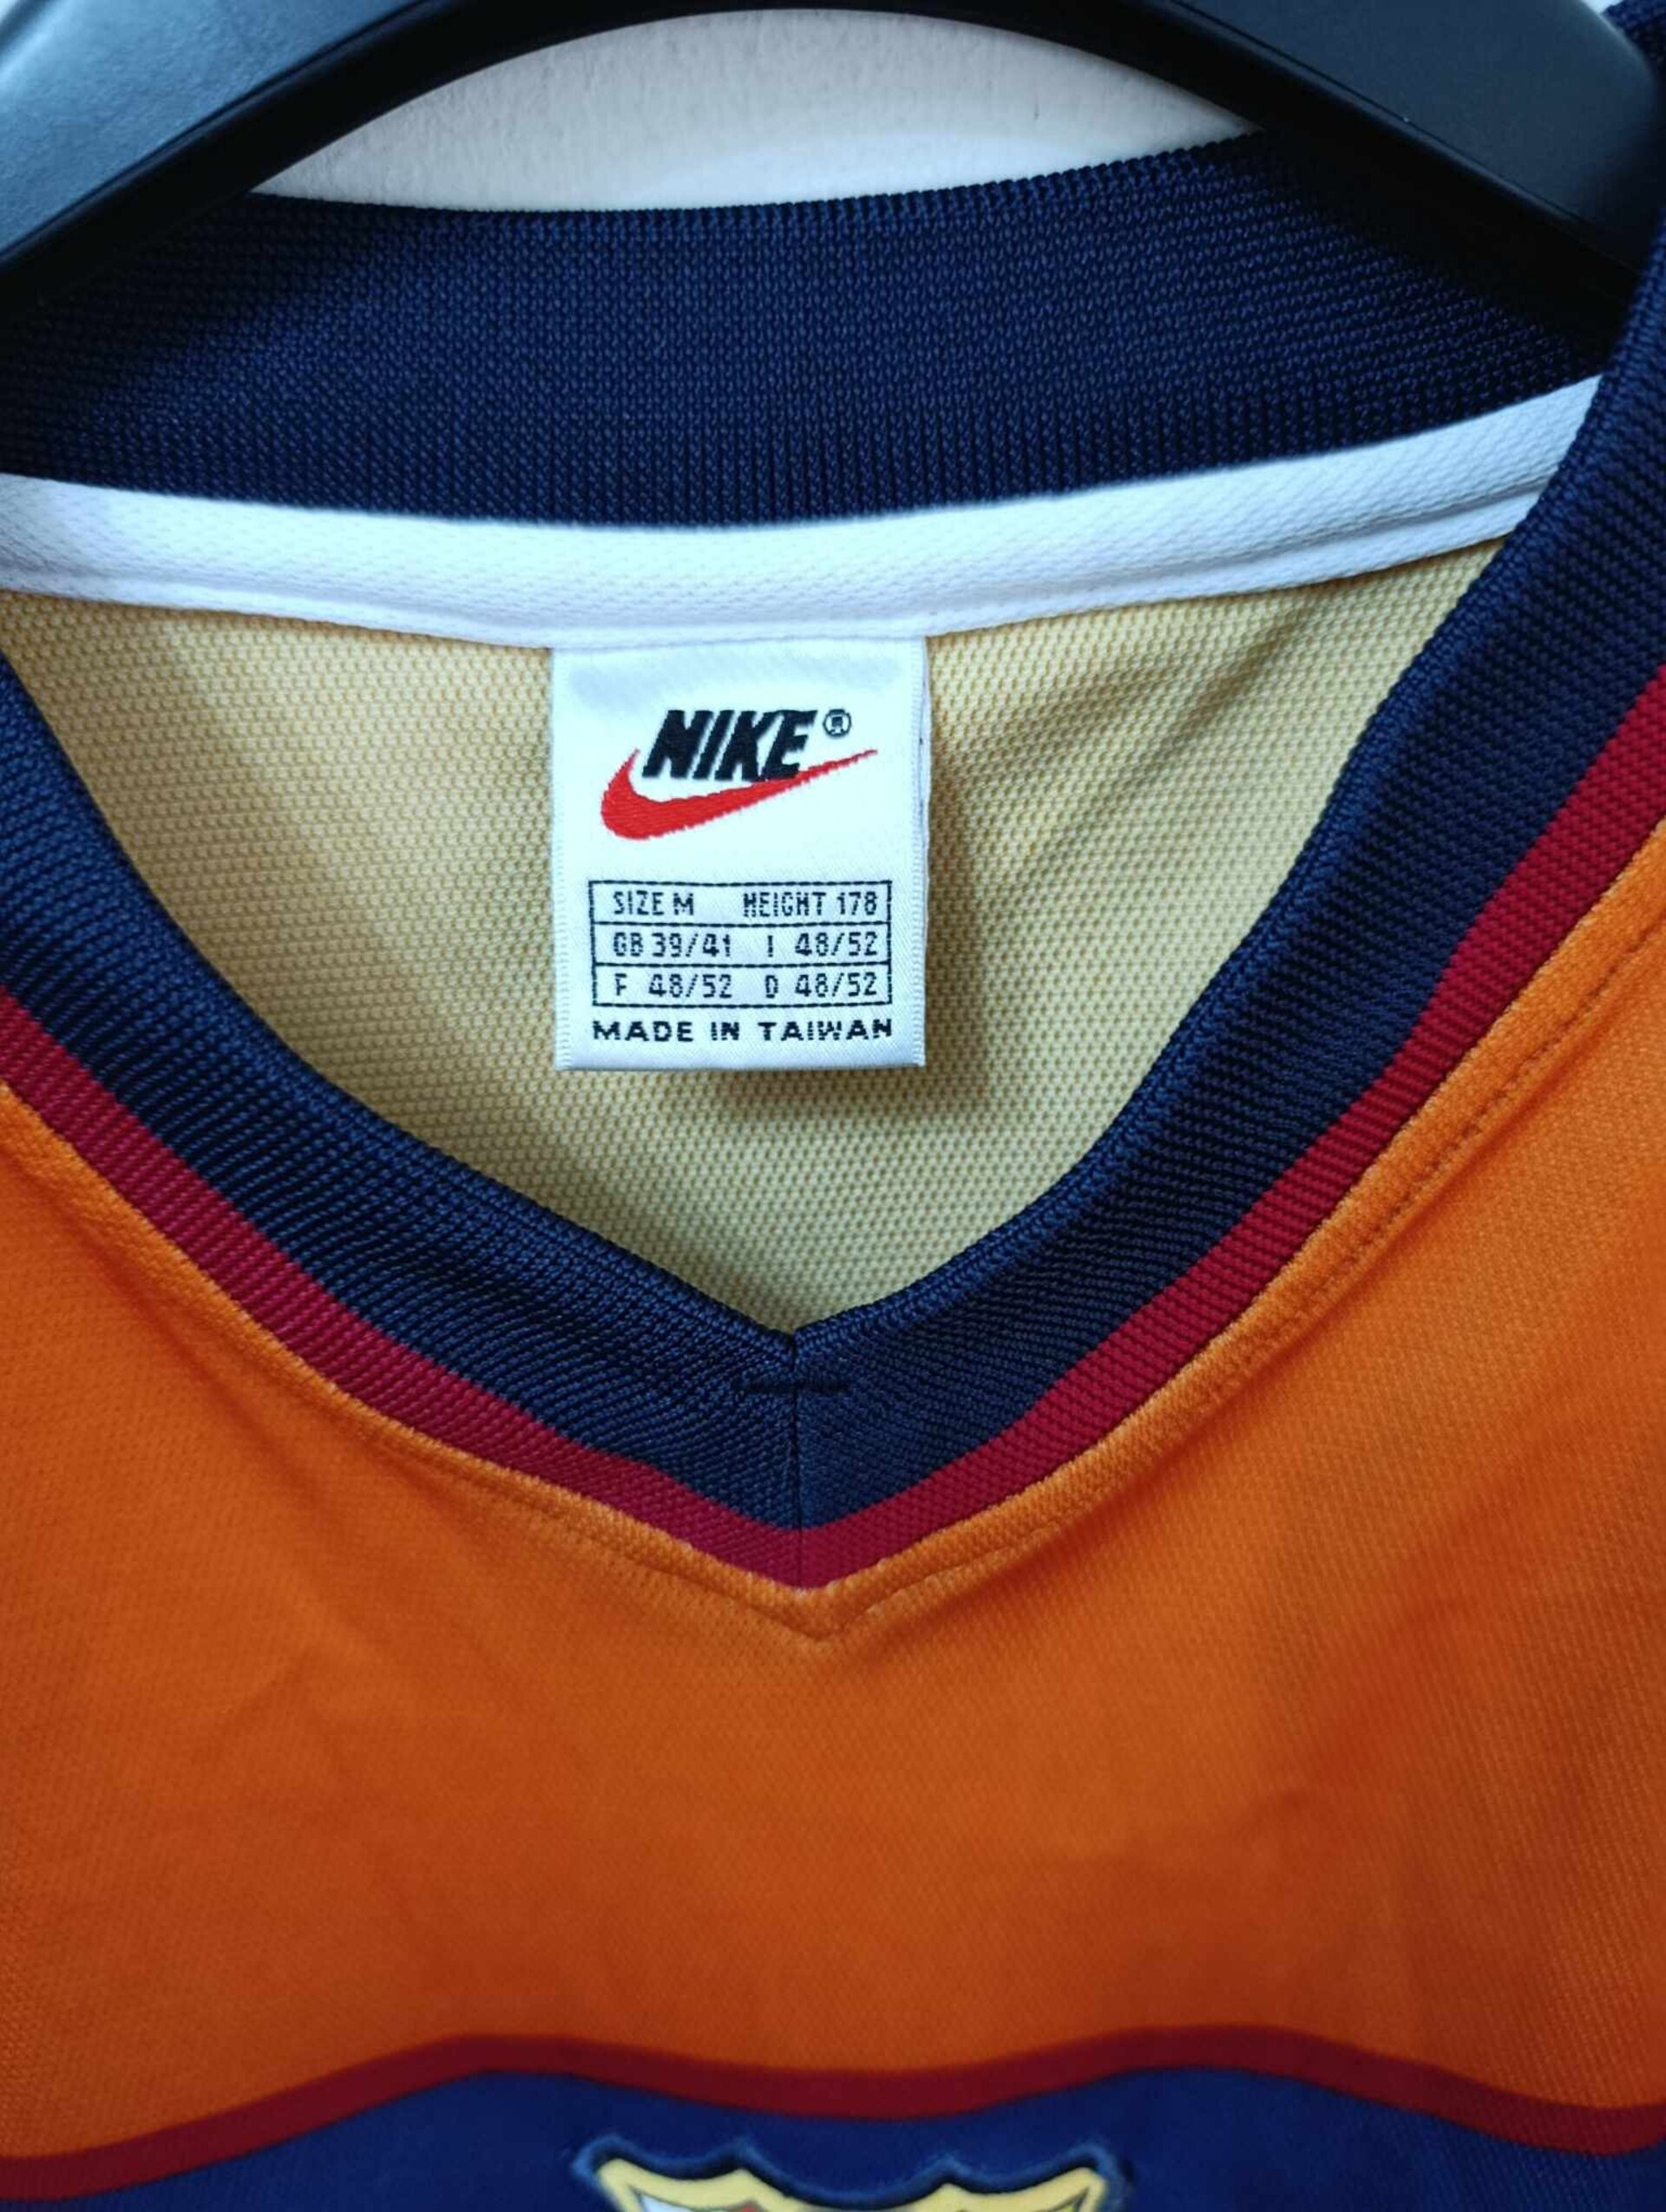 NIKE®
SIZE M HEIGHT 178
GB 39/41 I 48/52
F 48/52 D 48/52
MADE IN TAIWAN